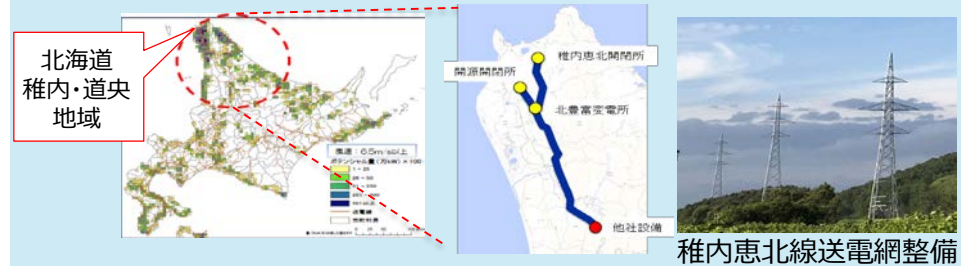 北海道
稚内・道央
地域
風速：6.5m/s以上
稚内恵北開閉所
開源開閉所
北豊富変電所
他社設備
稚内恵北線送電網整備